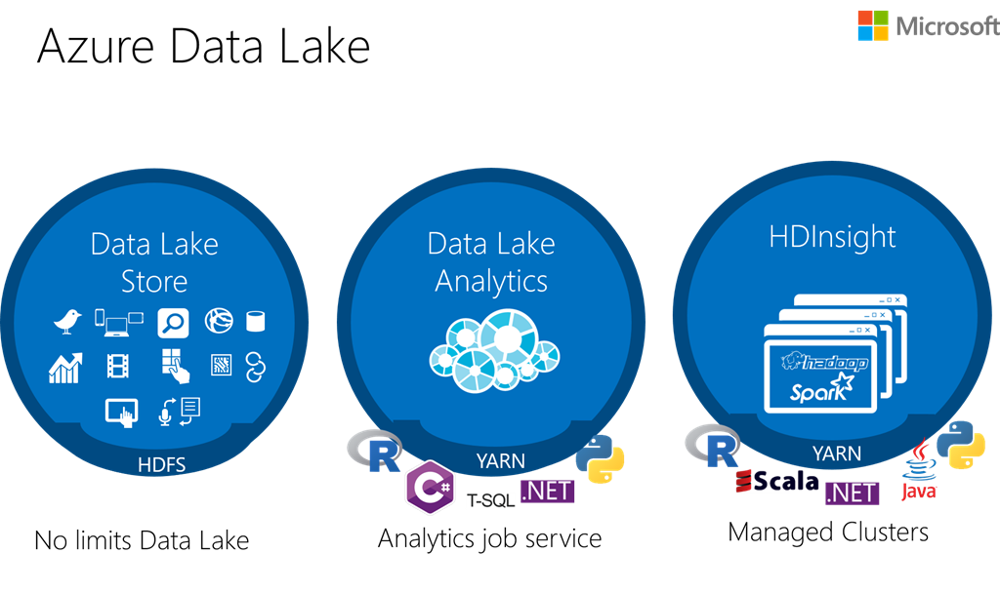 Azure Data Lake
Microsoft
Data Lake
Store
HDFS
No limits Data Lake
Data Lake
Analytics
YARN
R
C#
T-SQL
.NET
Analytics job service
HDInsight
hadoop
Spark
YARN
R
Scala
.NET
Java
Managed Clusters